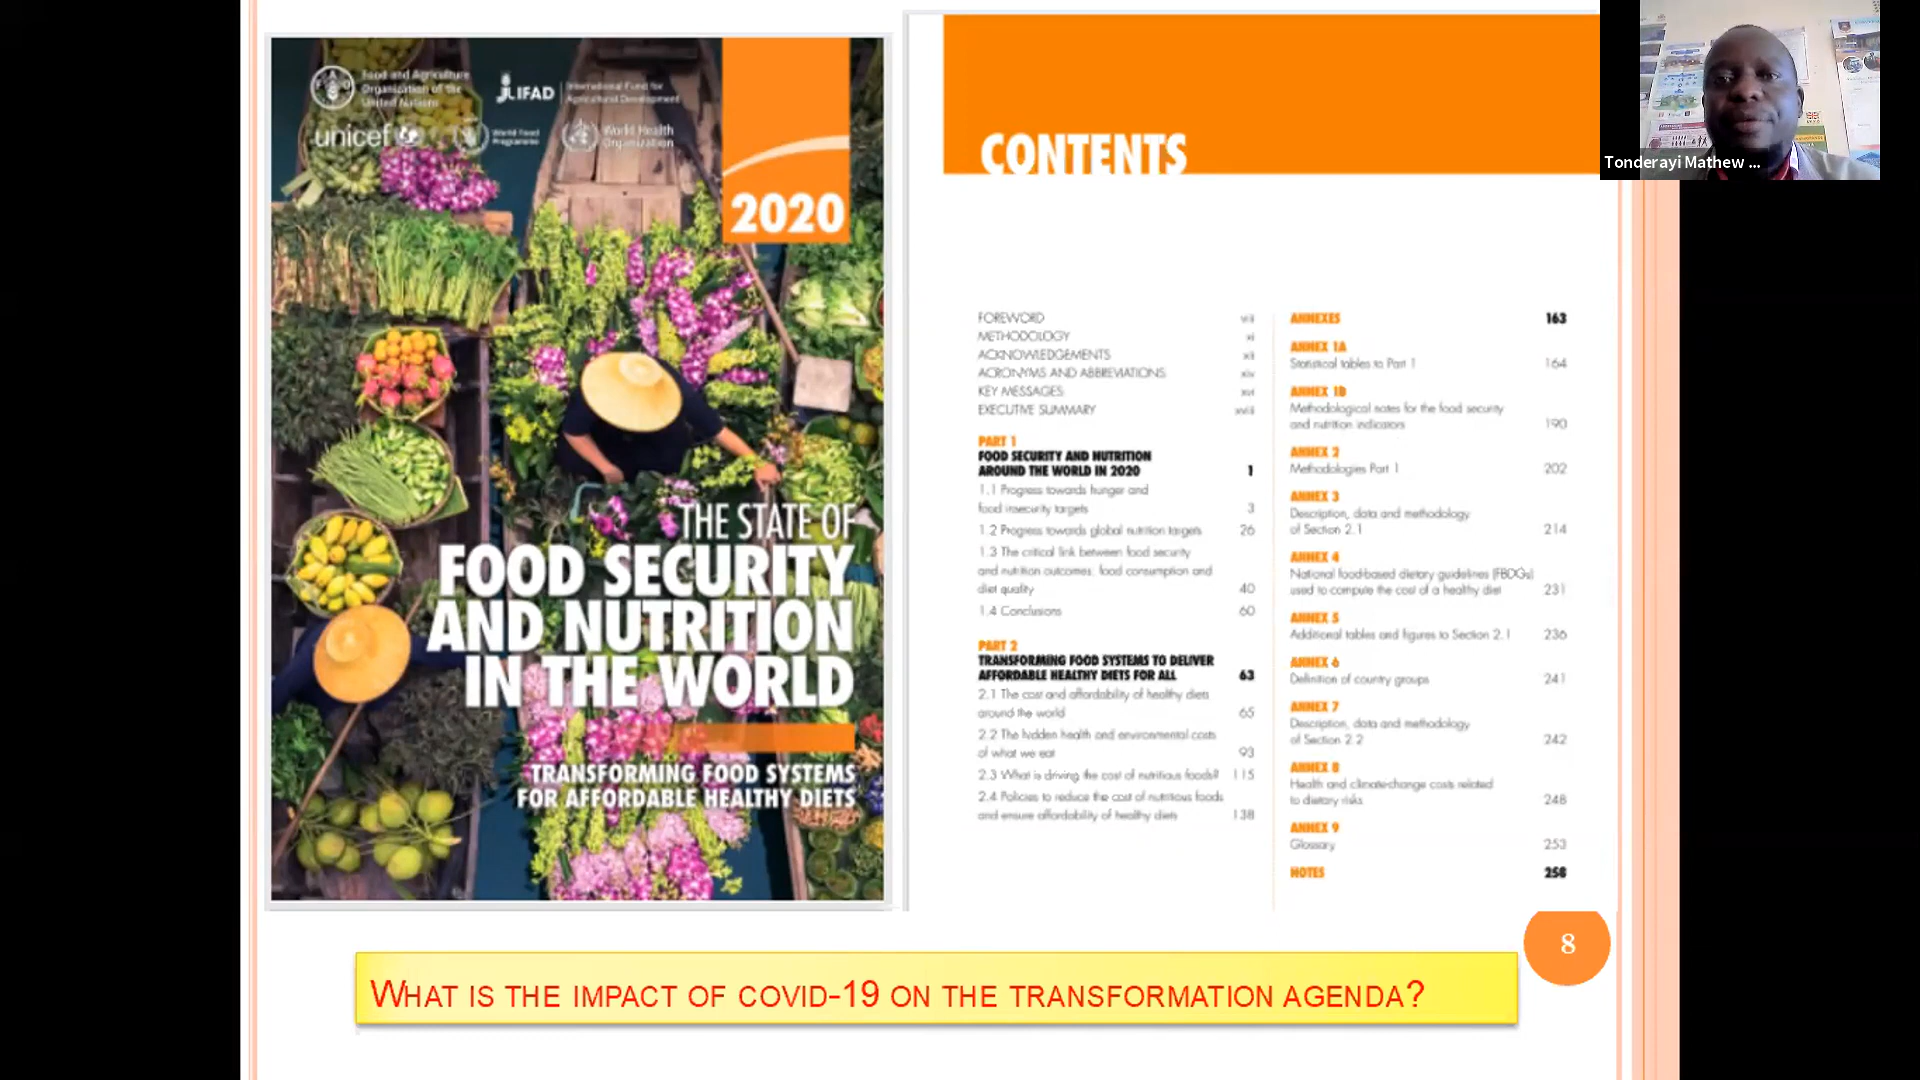 Food and Agriculture
Organization of the
United Nations
JLIFAD
International Fund for
Agricultural Development
unicef
World Food
Programme
World Health
Organization
2020
THE STATE OF
FOOD SECURITY
AND NUTRITION
IN THE WORLD
TRANSFORMING FOOD SYSTEMS
FOR AFFORDABLE HEALTHY DIETS
CONTENTS
FOREWORD
METHODOLOGY xi
ACKNOWLEDGEMENTS xii
ACRONYMS AND ABBREVIATIONS xiv
KEY MESSAGES xvi
EXECUTIVE SUMMARY xviii
PART 1
FOOD SECURITY AND NUTRITION
AROUND THE WORLD IN 2020 1
1.1 Progress towards hunger and
food insecurity targets 3
1.2 Progress towards global nutrition targets 26
1.3 The critical link between food security
and nutrition outcomes: food consumption and
diet quality 40
1.4 Conclusions 60
PART 2
TRANSFORMING FOOD SYSTEMS TO DELIVER
AFFORDABLE HEALTHY DIETS FOR ALL 63
2.1 The cost and affordability of healthy diets
around the world 65
2.2 The hidden health and environmental costs
of what we eat 93
2.3 What is driving the cost of nutritious foods? 115
2.4 Policies to reduce the cost of nutritious foods
and ensure affordability of healthy diets 138
ANNEXES 163
ANNEX 1A
Statistical tables to Part 1 164
ANNEX 1B
Methodological notes for the food security
and nutrition indicators 190
ANNEX 2
Methodologies Part 1 202
ANNEX 3
Description, data and methodology
of Section 2.1 214
ANNEX 4
National food-based dietary guidelines (FBDGs)
used to compute the cost of a healthy diet 231
ANNEX 5
Additional tables and figures to Section 2.1 236
ANNEX 6
Definition of country groups 241
ANNEX 7
Description, data and methodology
of Section 2.2 242
ANNEX 8
Health and climate-change costs related
to dietary risks 248
ANNEX 9
Glossary 253
NOTES 258
8
WHAT IS THE IMPACT OF COVID-19 ON THE TRANSFORMATION AGENDA?
Tonderayi Mathew ...